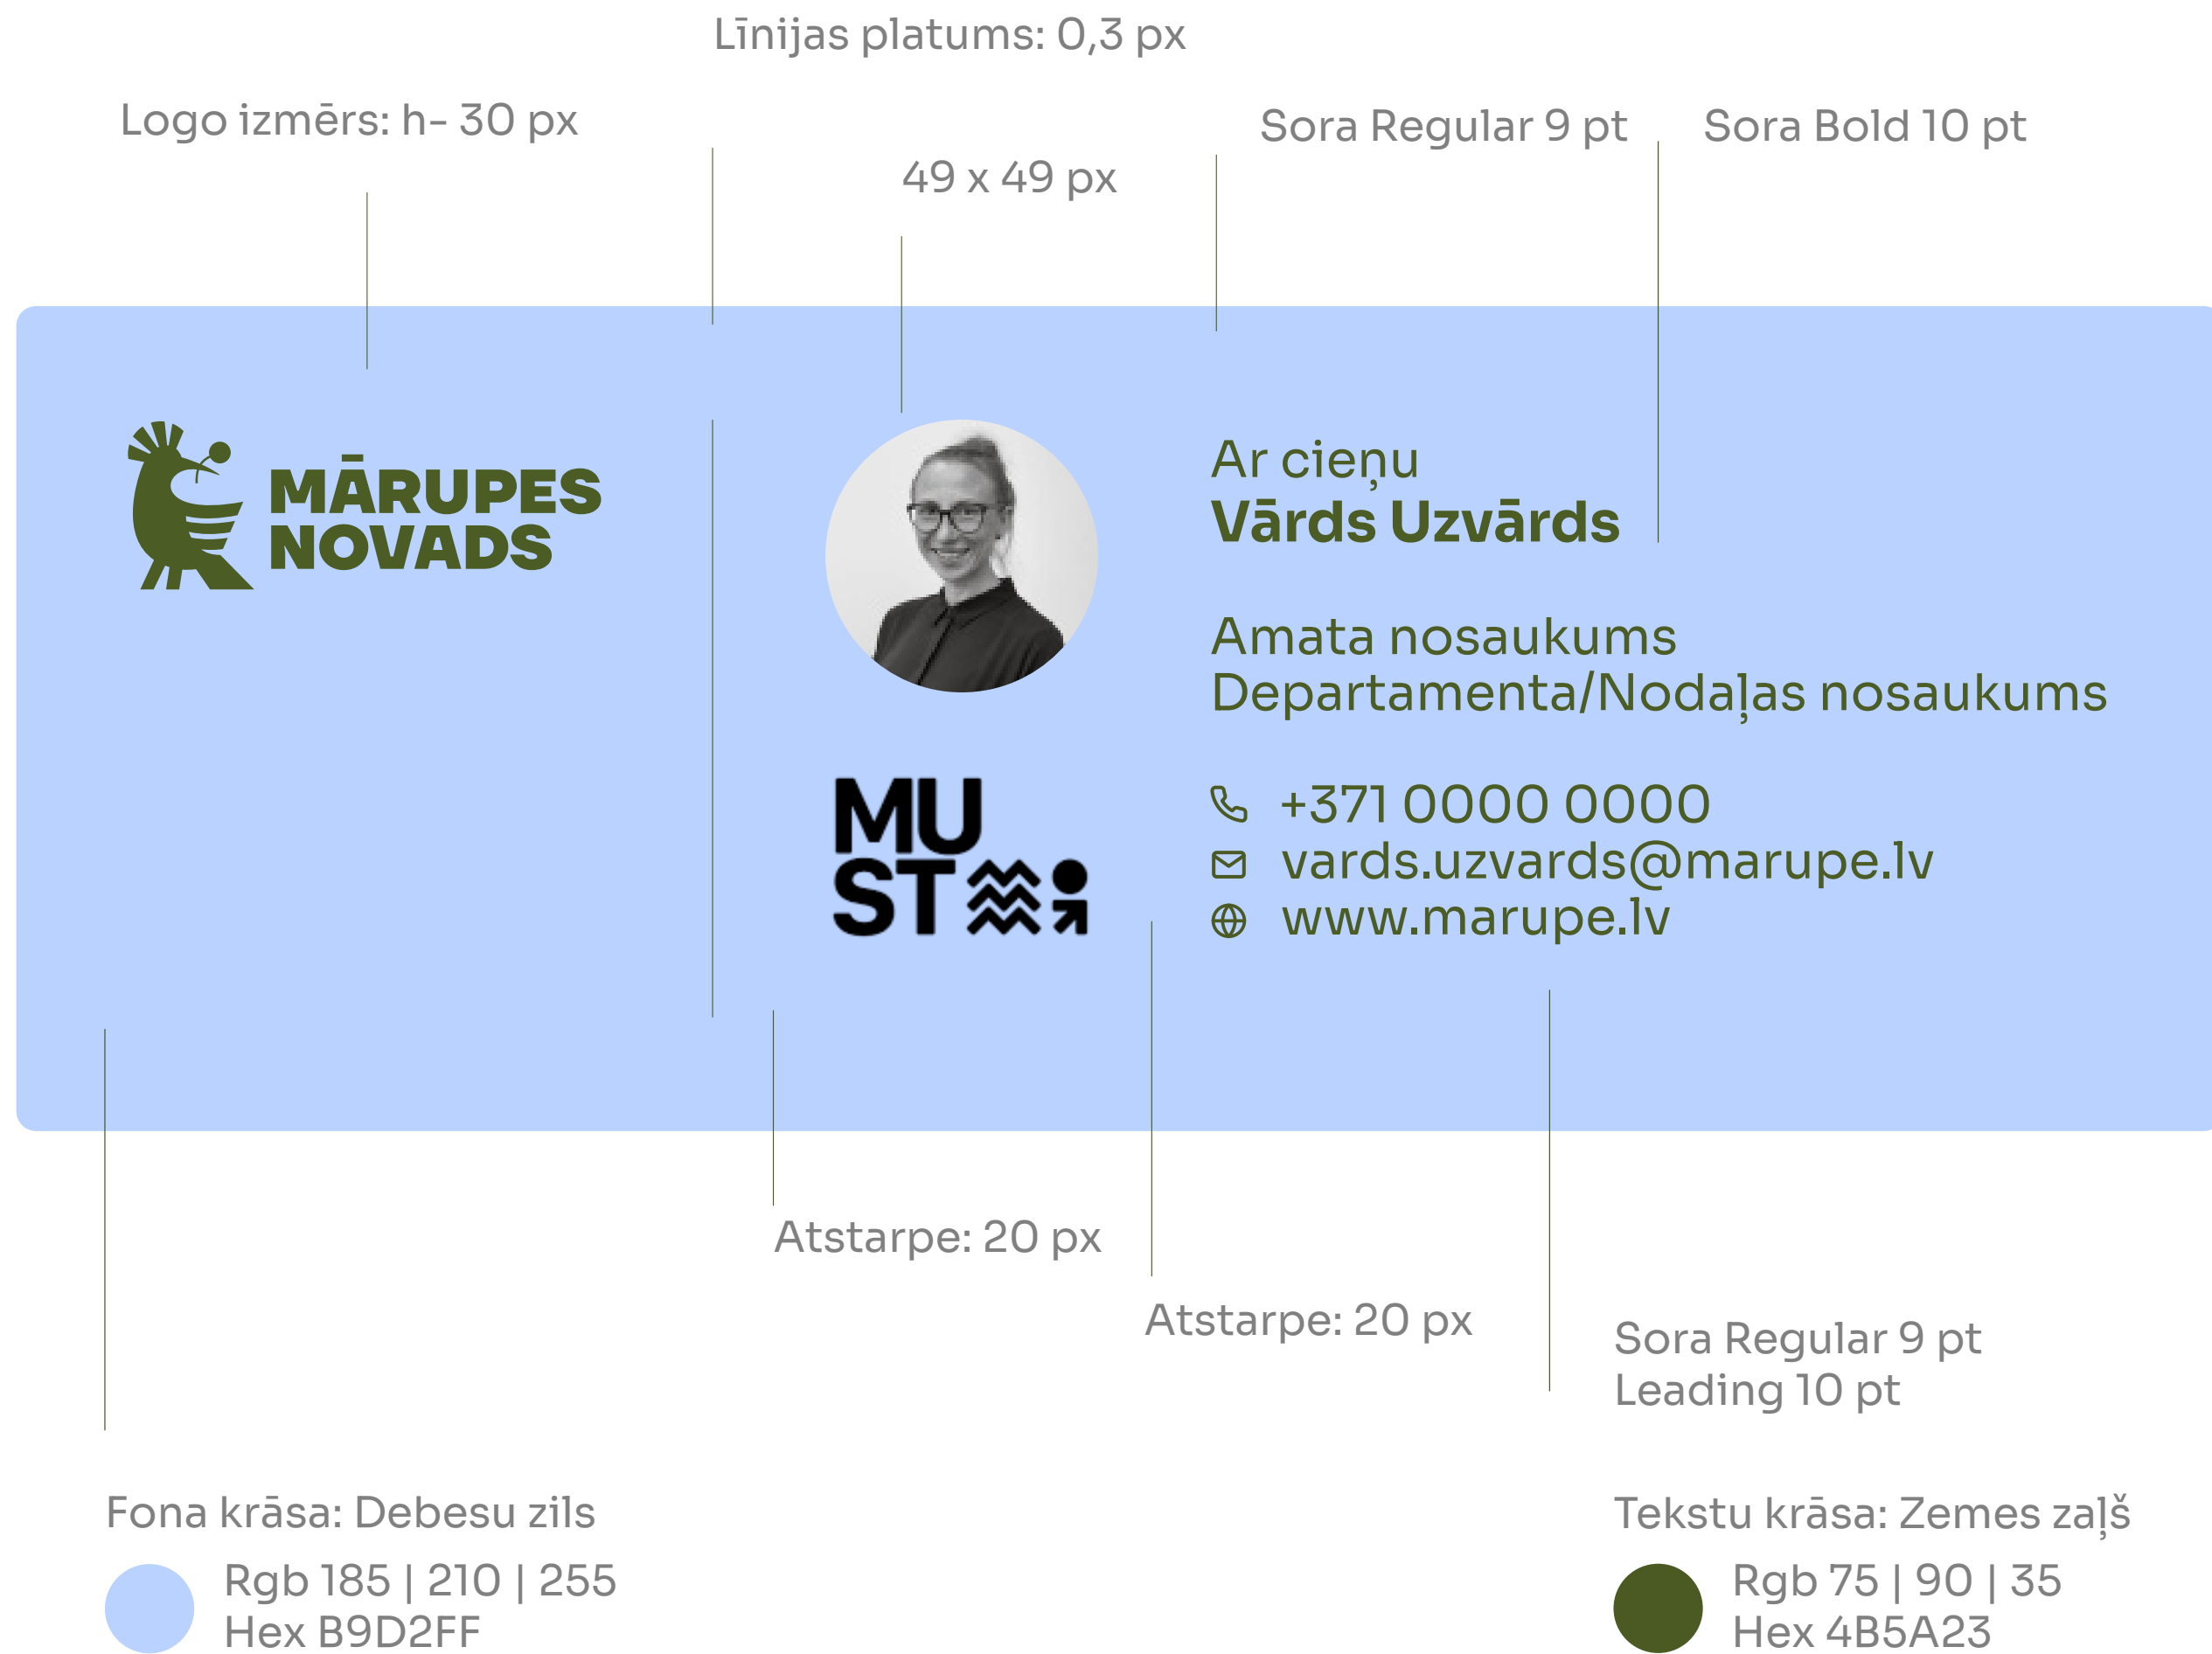 Līnijas platums: 0,3 px
Logo izmērs: h- 30 px
Sora Regular 9 pt
Sora Bold 10 pt
49 x 49 px
MĀRUPES
NOVADS
Ar cieņu
Vārds Uzvārds
Amata nosaukums
Departamenta/Nodaļas nosaukums
MU
ST
+371 0000 0000
vards.uzvards@marupe.lv
www.marupe.lv
Atstarpe: 20 px
Atstarpe: 20 px
Sora Regular 9 pt
Leading 10 pt
Fona krāsa: Debesu zils
Rgb 185 | 210 | 255
Hex B9D2FF
Tekstu krāsa: Zemes zaļš
Rgb 75 | 90 | 35
Hex 4B5A23